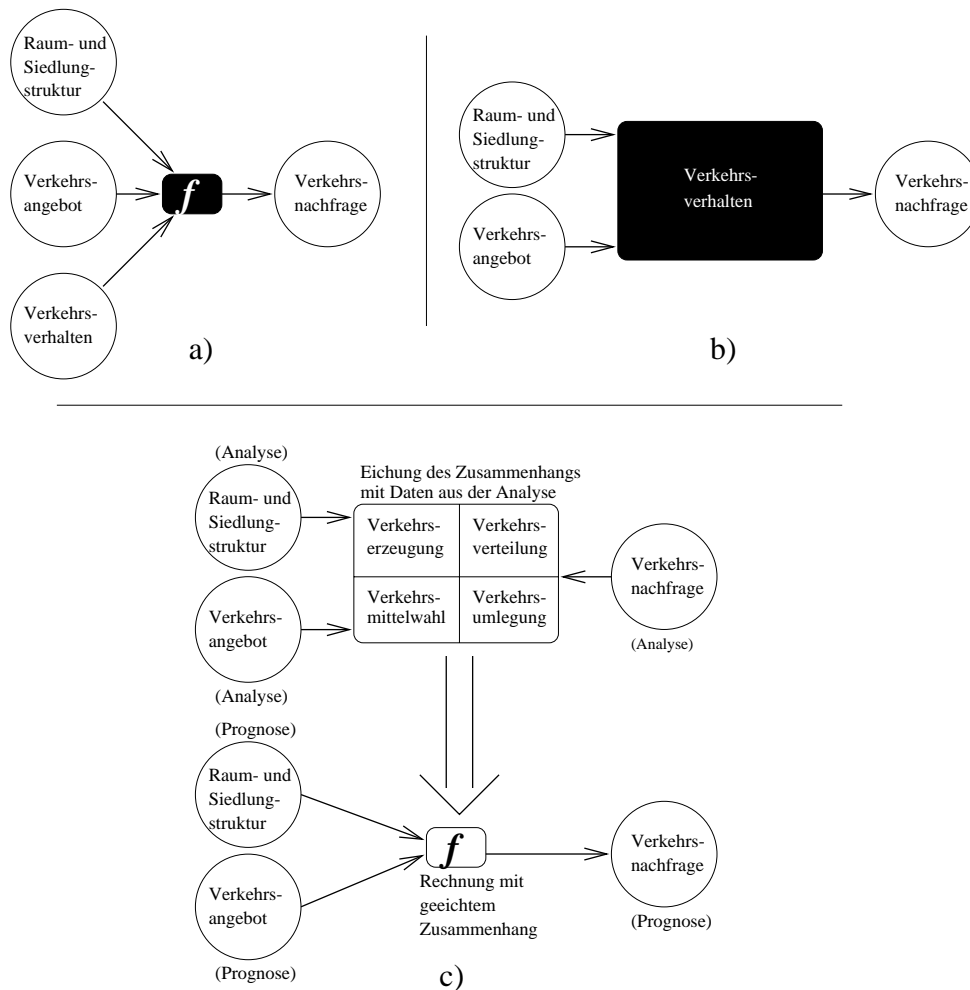 Raum- und
Siedlung-
struktur
Verkehrs-
angebot
Verkehrs-
verhalten
f
Verkehrs-
nachfrage
a)
Raum- und
Siedlung-
struktur
Verkehrs-
angebot
Verkehrs-
verhalten
Verkehrs-
nachfrage
b)
(Analyse)
Raum- und
Siedlung-
struktur
Verkehrs-
angebot
(Analyse)
Eichung des Zusammenhangs
mit Daten aus der Analyse
Verkehrs-
erzeugung
Verkehrs-
verteilung
Verkehrs-
mittelwahl
Verkehrs-
umlegung
Verkehrs-
nachfrage
(Analyse)
(Prognose)
Raum- und
Siedlung-
struktur
Verkehrs-
angebot
(Prognose)
f
Rechnung mit
geeichtem
Zusammenhang
Verkehrs-
nachfrage
(Prognose)
c)